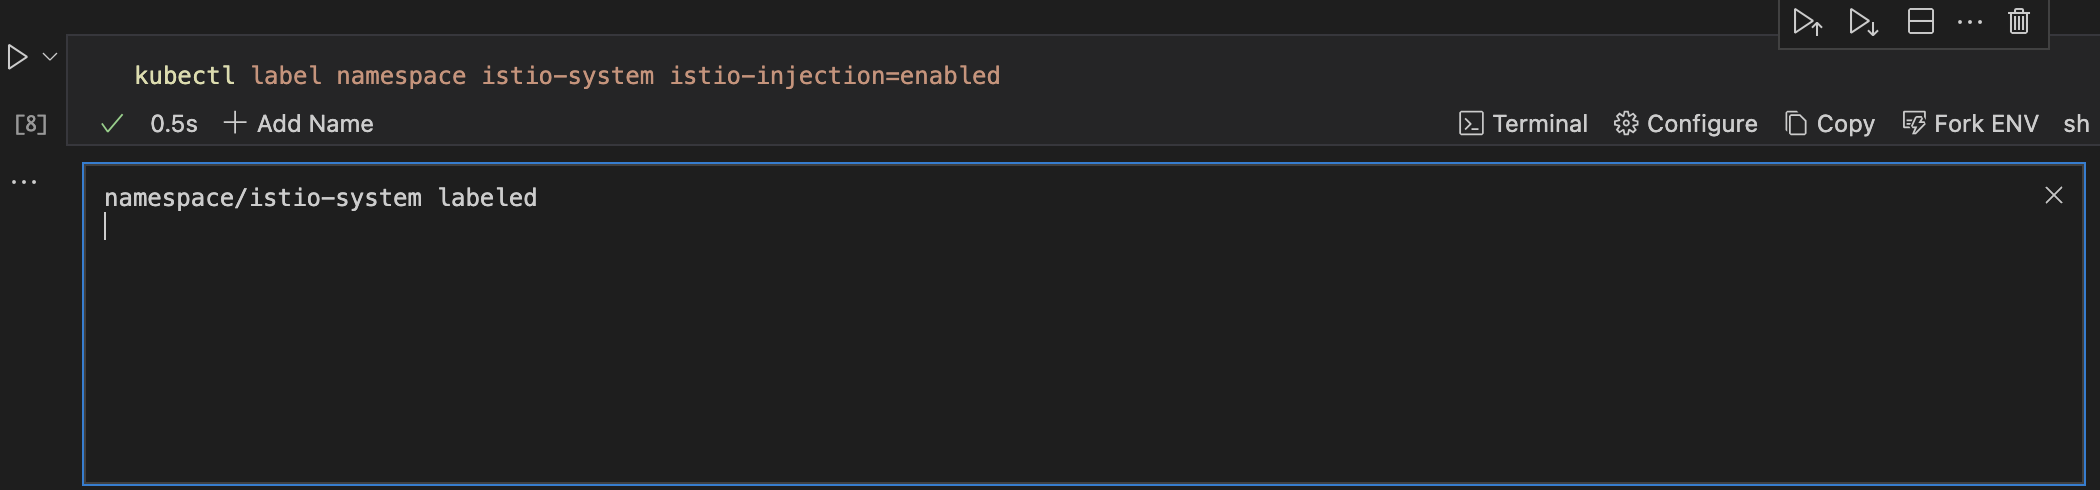 kubectl label namespace istio-system istio-injection=enabled
[8] 0.5s Add Name Terminal Configure Copy Fork ENV sh
namespace/istio-system labeled